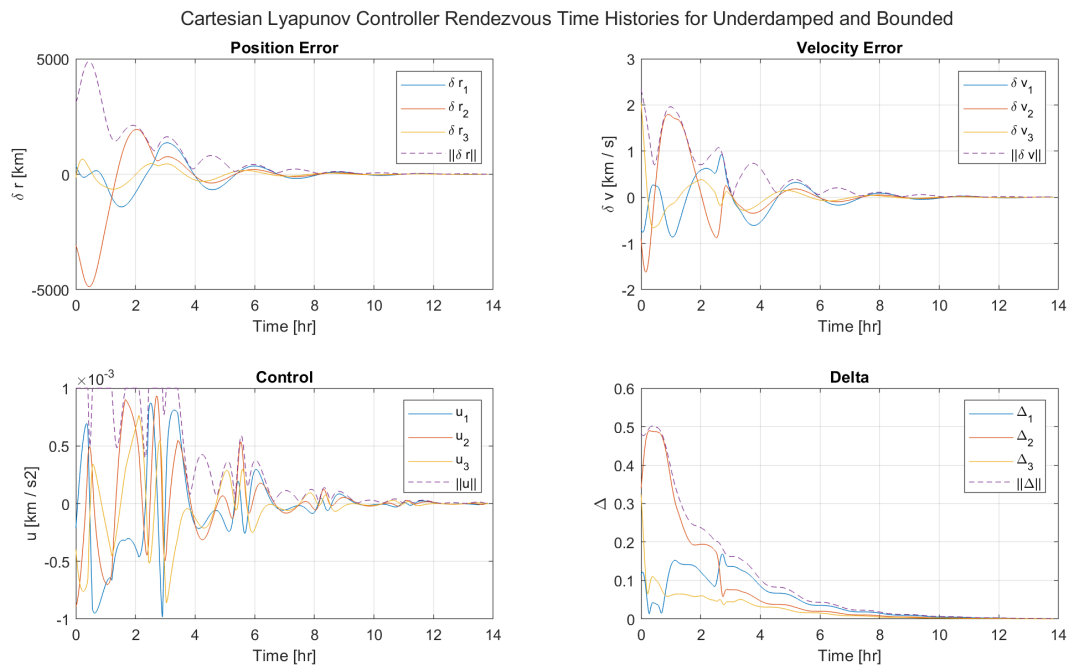 Cartesian Lyapunov Controller Rendezvous Time Histories for Underdamped and Bounded
Position Error
5000
0
-5000
δ r [km]
0 2 4 6 8 10 12 14
Time [hr]
δ r₁
δ r₂
δ r₃
||δ r||
Velocity Error
3
2
1
0
-1
-2
δ v [km / s]
0 2 4 6 8 10 12 14
Time [hr]
δ v₁
δ v₂
δ v₃
||δ v||
Control
×10⁻³
1
0.5
0
-0.5
-1
u [km / s2]
0 2 4 6 8 10 12 14
Time [hr]
u₁
u₂
u₃
||u||
Delta
0.6
0.5
0.4
0.3
0.2
0.1
0
Δ
0 2 4 6 8 10 12 14
Time [hr]
Δ₁
Δ₂
Δ₃
||Δ||